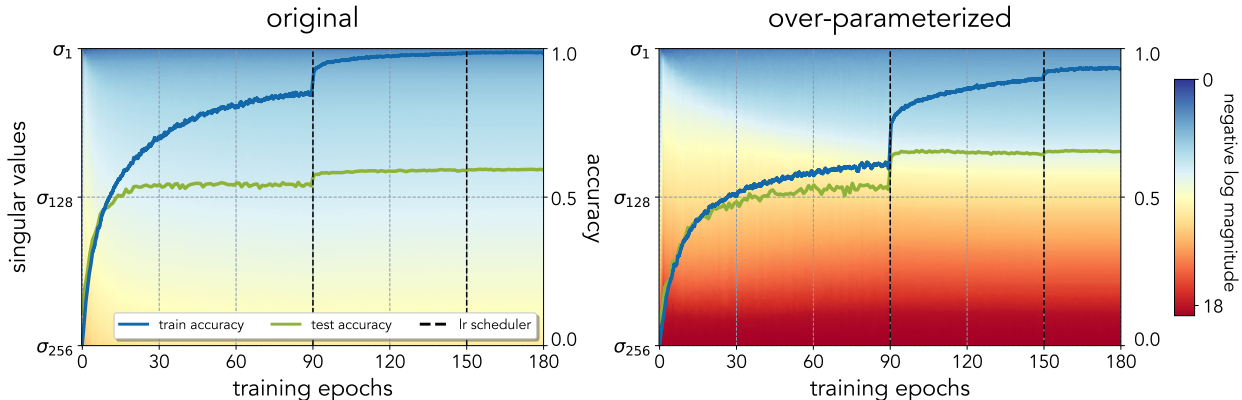 original
over-parameterized
singular values
σ1
σ128
σ256
1.0
0.5
0.0
accuracy
train accuracy
test accuracy
lr scheduler
0 30 60 90 120 150 180
training epochs
σ1
σ128
σ256
1.0
0.5
0.0
0 30 60 90 120 150 180
training epochs
0
18
negative log magnitude